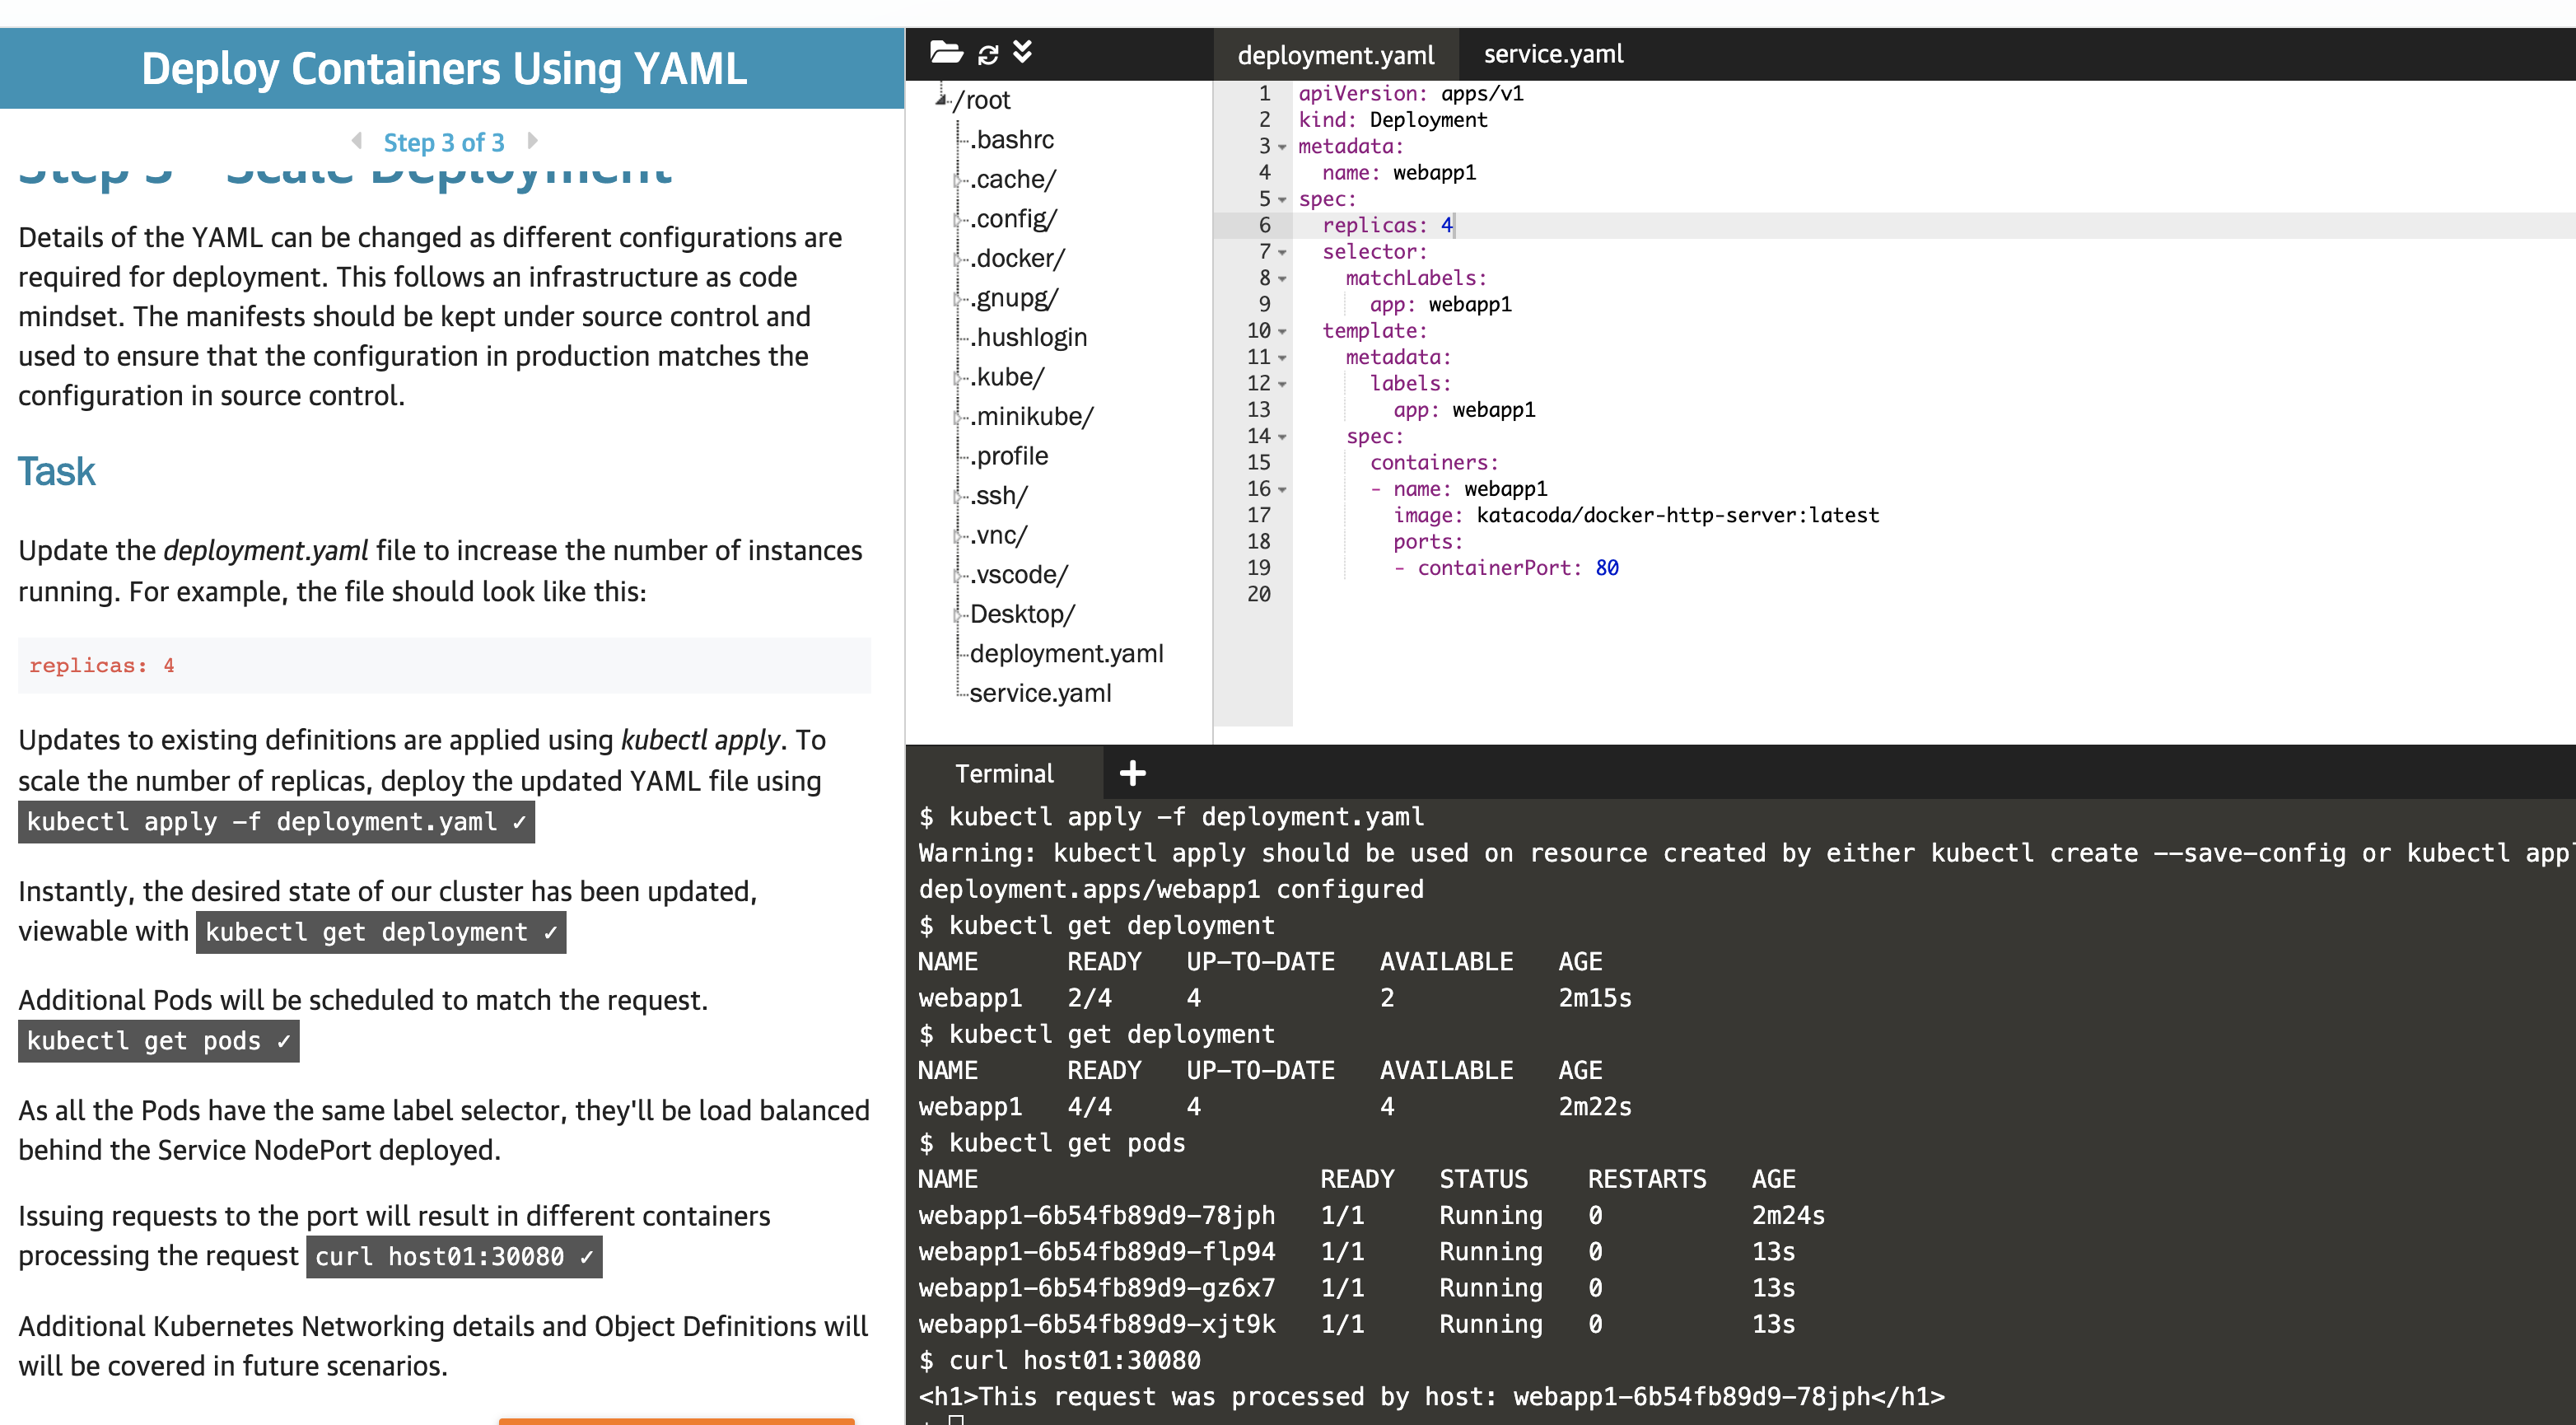 Deploy Containers Using YAML
Step 3 of 3
Step 3 - Scale Deployment
Details of the YAML can be changed as different configurations are
required for deployment. This follows an infrastructure as code
mindset. The manifests should be kept under source control and
used to ensure that the configuration in production matches the
configuration in source control.
Task
Update the deployment.yaml file to increase the number of instances
running. For example, the file should look like this:
replicas: 4
Updates to existing definitions are applied using kubectl apply. To
scale the number of replicas, deploy the updated YAML file using
kubectl apply -f deployment.yaml ✓
Instantly, the desired state of our cluster has been updated,
viewable with kubectl get deployment ✓
Additional Pods will be scheduled to match the request.
kubectl get pods ✓
As all the Pods have the same label selector, they'll be load balanced
behind the Service NodePort deployed.
Issuing requests to the port will result in different containers
processing the request curl host01:30080 ✓
Additional Kubernetes Networking details and Object Definitions will
will be covered in future scenarios.
/root
.bashrc
.cache/
.config/
.docker/
.gnupg/
.hushlogin
.kube/
.minikube/
.profile
.ssh/
.vnc/
.vscode/
Desktop/
deployment.yaml
service.yaml
deployment.yaml service.yaml
1 apiVersion: apps/v1
2 kind: Deployment
3 metadata:
4   name: webapp1
5 spec:
6   replicas: 4
7   selector:
8     matchLabels:
9       app: webapp1
10   template:
11     metadata:
12       labels:
13         app: webapp1
14     spec:
15       containers:
16       - name: webapp1
17         image: katacoda/docker-http-server:latest
18         ports:
19         - containerPort: 80
20
Terminal +
$ kubectl apply -f deployment.yaml
Warning: kubectl apply should be used on resource created by either kubectl create --save-config or kubectl appl
deployment.apps/webapp1 configured
$ kubectl get deployment
NAME      READY   UP-TO-DATE   AVAILABLE   AGE
webapp1   2/4     4            2           2m15s
$ kubectl get deployment
NAME      READY   UP-TO-DATE   AVAILABLE   AGE
webapp1   4/4     4            4           2m22s
$ kubectl get pods
NAME                       READY   STATUS    RESTARTS   AGE
webapp1-6b54fb89d9-78jph   1/1     Running   0          2m24s
webapp1-6b54fb89d9-flp94   1/1     Running   0          13s
webapp1-6b54fb89d9-gz6x7   1/1     Running   0          13s
webapp1-6b54fb89d9-xjt9k   1/1     Running   0          13s
$ curl host01:30080
<h1>This request was processed by host: webapp1-6b54fb89d9-78jph</h1>